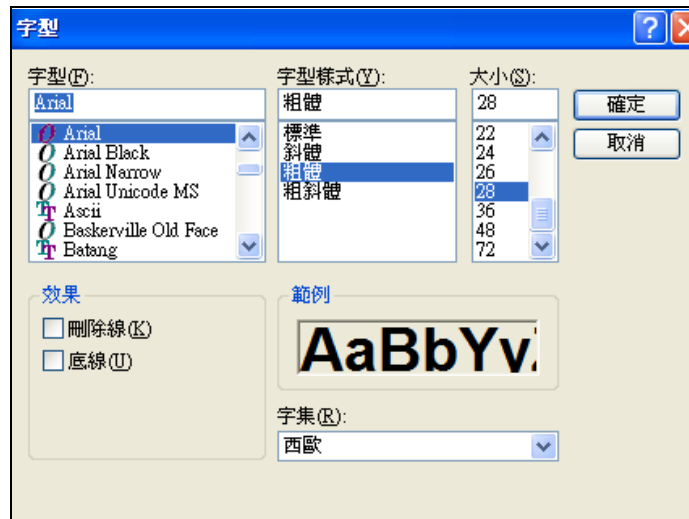 字型
字型(F):
Arial
Arial
Arial Black
Arial Narrow
Arial Unicode MS
Ascii
Baskerville Old Face
Batang
字型樣式(Y):
粗體
標準
斜體
粗體
粗斜體
大小(S):
28
22
24
26
28
36
48
72
確定
取消
效果
刪除線(K)
底線(U)
範例
AaBbYy
字集(R):
西歐